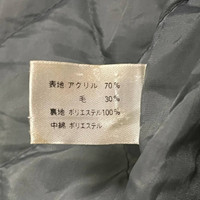 表地 アクリル 70%
毛 30%
裏地 ポリエステル100%
中綿 ポリエステル